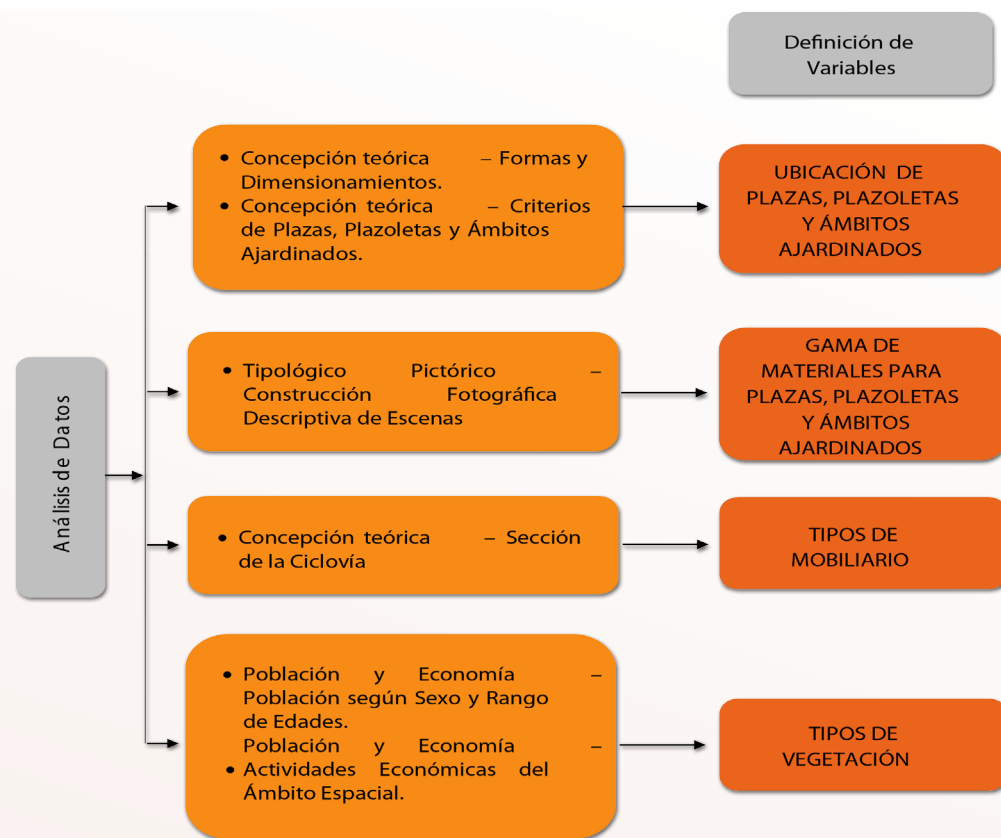 Definición de
Variables
• Concepción teórica – Formas y
Dimensionamientos.
• Concepción teórica – Criterios
de Plazas, Plazoletas y Ámbitos
Ajardinados.
UBICACIÓN DE
PLAZAS, PLAZOLETAS
Y ÁMBITOS
AJARDINADOS
• Tipológico Pictórico –
Construcción Fotográfica
Descriptiva de Escenas
GAMA DE
MATERIALES PARA
PLAZAS, PLAZOLETAS
Y ÁMBITOS
AJARDINADOS
Análisis de Datos
• Concepción teórica – Sección
de la Ciclovía
TIPOS DE
MOBILIARIO
• Población y Economía –
Población según Sexo y Rango
de Edades.
Población y Economía –
• Actividades Económicas del
Ámbito Espacial.
TIPOS DE
VEGETACIÓN